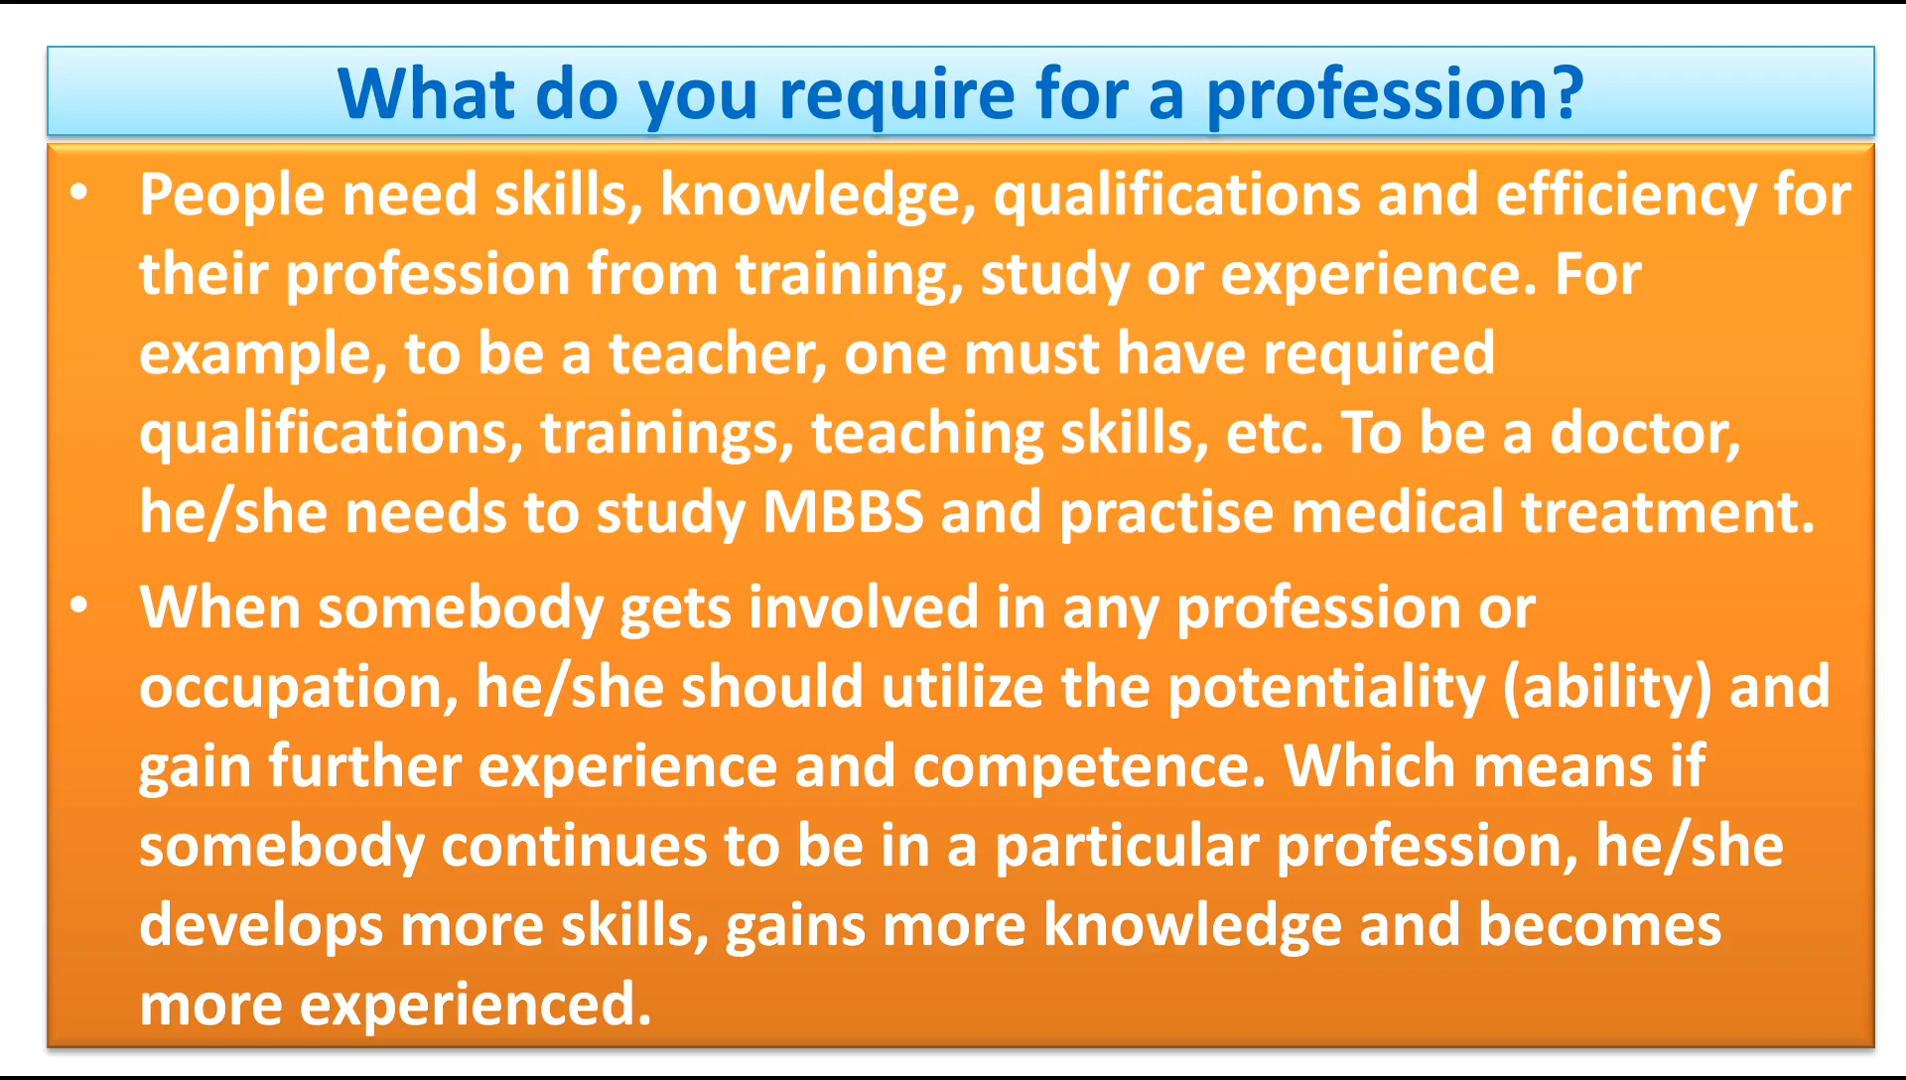 What do you require for a profession?
• People need skills, knowledge, qualifications and efficiency for
their profession from training, study or experience. For
example, to be a teacher, one must have required
qualifications, trainings, teaching skills, etc. To be a doctor,
he/she needs to study MBBS and practise medical treatment.
• When somebody gets involved in any profession or
occupation, he/she should utilize the potentiality (ability) and
gain further experience and competence. Which means if
somebody continues to be in a particular profession, he/she
develops more skills, gains more knowledge and becomes
more experienced.